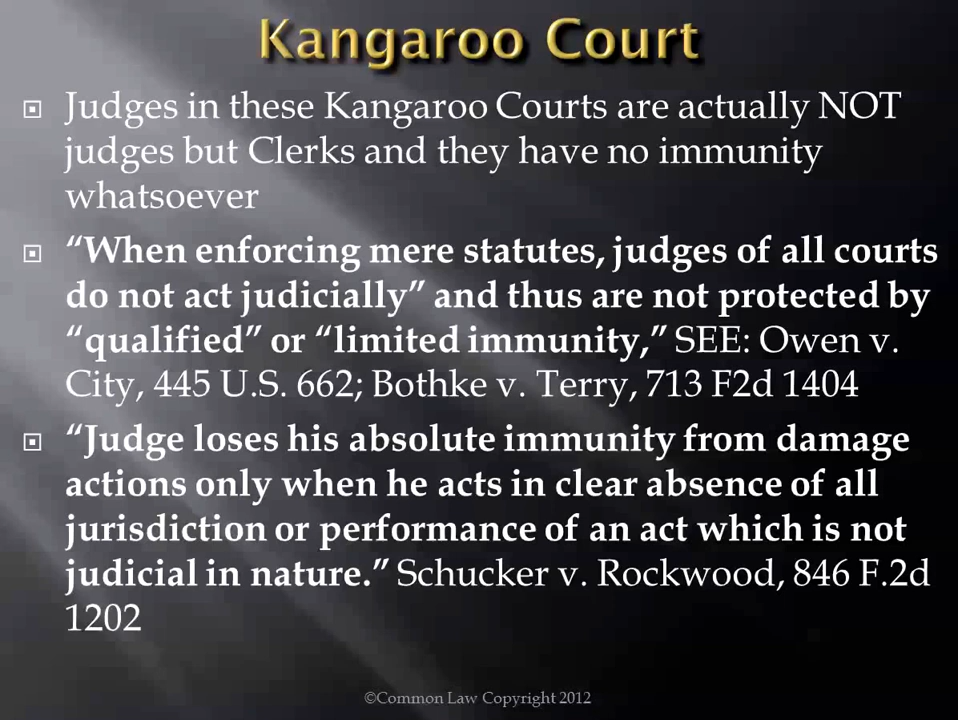 Kangaroo Court
Judges in these Kangaroo Courts are actually NOT
judges but Clerks and they have no immunity
whatsoever
“When enforcing mere statutes, judges of all courts
do not act judicially” and thus are not protected by
“qualified” or “limited immunity,” SEE: Owen v.
City, 445 U.S. 662; Bothke v. Terry, 713 F2d 1404
“Judge loses his absolute immunity from damage
actions only when he acts in clear absence of all
jurisdiction or performance of an act which is not
judicial in nature.” Schucker v. Rockwood, 846 F.2d
1202
©Common Law Copyright 2012